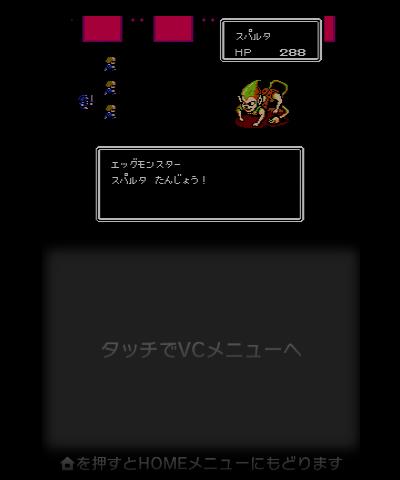 スパルタ
HP 288
エッグモンスター
スパルタ たんじょう!
タッチでVCメニューへ
を押すとHOMEメニューにもどります